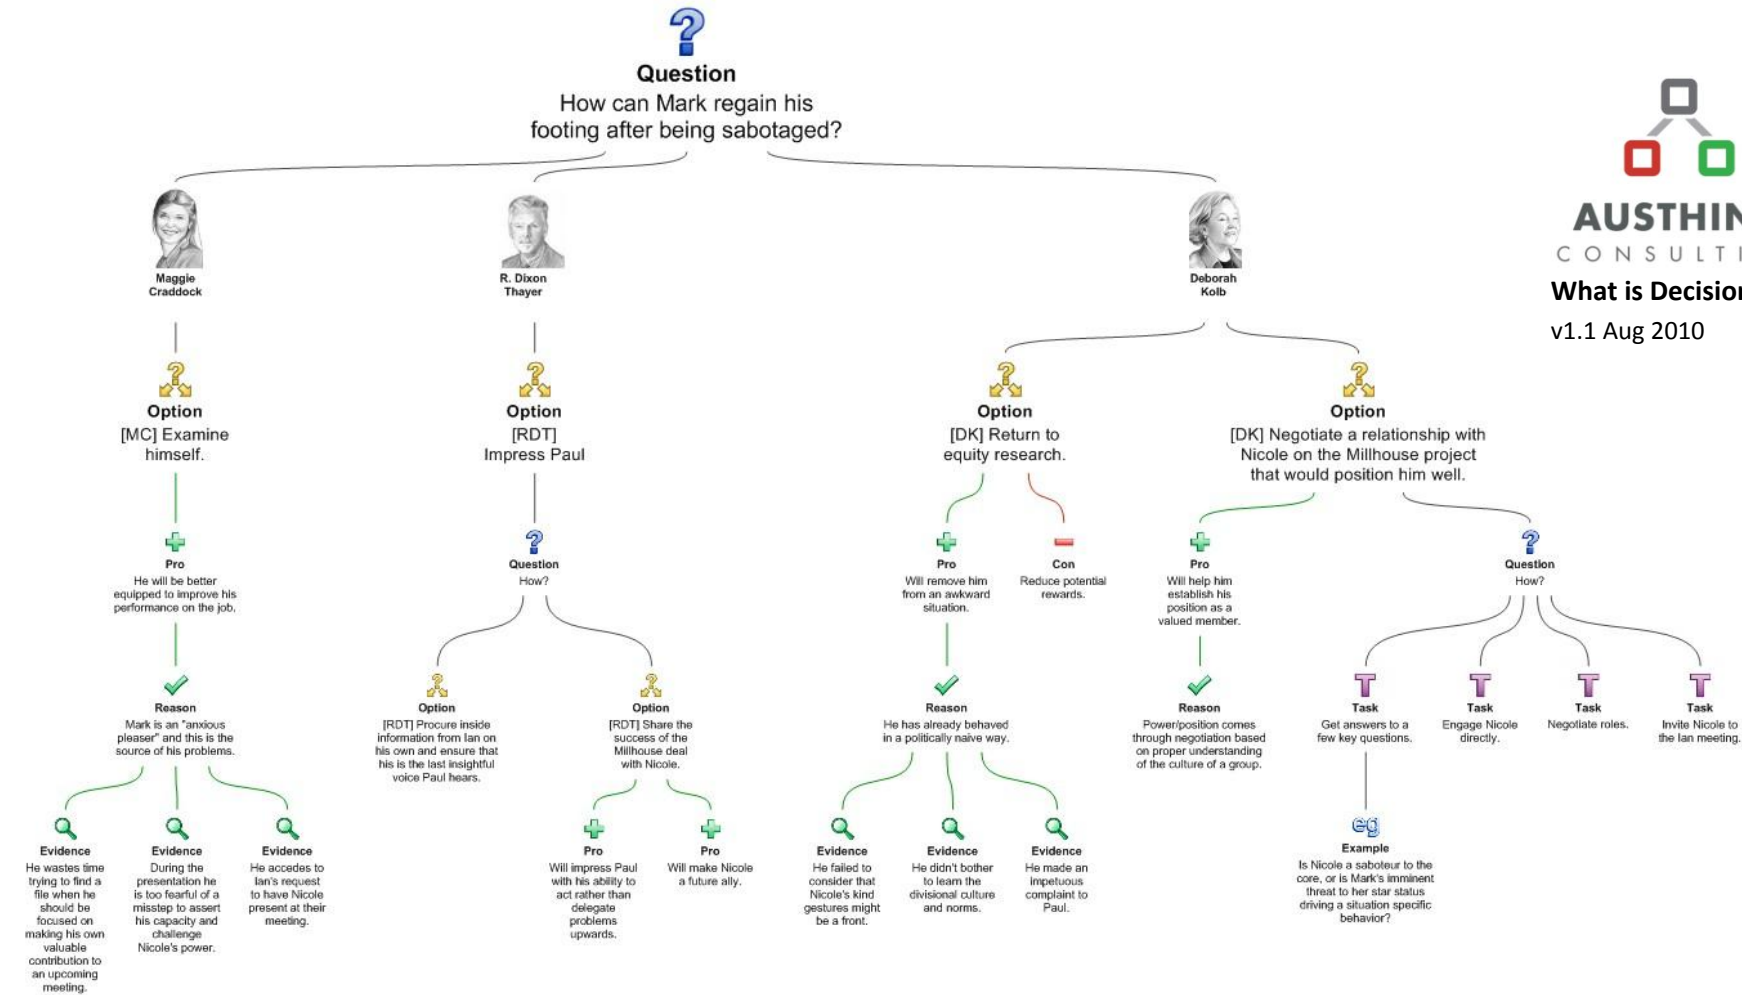 Question
How can Mark regain his
footing after being sabotaged?
AUSTHIN
CONSULTI
What is Decision
v1.1 Aug 2010
Maggie
Craddock
R. Dixon
Thayer
Deborah
Kolb
Option
[MC] Examine
himself.
Option
[RDT]
Impress Paul
Option
[DK] Return to
equity research.
Option
[DK] Negotiate a relationship with
Nicole on the Millhouse project
that would position him well.
Pro
He will be better
equipped to improve his
performance on the job.
Question
How?
Pro
Will remove him
from an awkward
situation.
Con
Reduce potential
rewards.
Pro
Will help him
establish his
position as a
valued member.
Question
How?
Reason
Mark is an "anxious
pleaser" and this is the
source of his problems.
Option
[RDT] Procure inside
information from Ian on
his own and ensure that
his is the last insightful
voice Paul hears.
Option
[RDT] Share the
success of the
Millhouse deal
with Nicole.
Reason
He has already behaved
in a politically naive way.
Reason
Power/position comes
through negotiation based
on proper understanding
of the culture of a group.
T
Task
Get answers to a
few key questions.
T
Task
Engage Nicole
directly.
T
Task
Negotiate roles.
T
Task
Invite Nicole to
the Ian meeting.
Evidence
He wastes time
trying to find a
file when he
should be
focused on
making his own
valuable
contribution to
an upcoming
meeting.
Evidence
During the
presentation he
is too fearful of a
misstep to assert
his capacity and
challenge
Nicole's power.
Evidence
He accedes to
Ian's request
to have Nicole
present at their
meeting.
Pro
Will impress Paul
with his ability to
act rather than
delegate
problems
upwards.
Pro
Will make Nicole
a future ally.
Evidence
He failed to
consider that
Nicole's kind
gestures might
be a front.
Evidence
He didn't bother
to learn the
divisional culture
and norms.
Evidence
He made an
impetuous
complaint to
Paul.
eg
Example
Is Nicole a saboteur to the
core, or is Mark's imminent
threat to her star status
driving a situation specific
behavior?